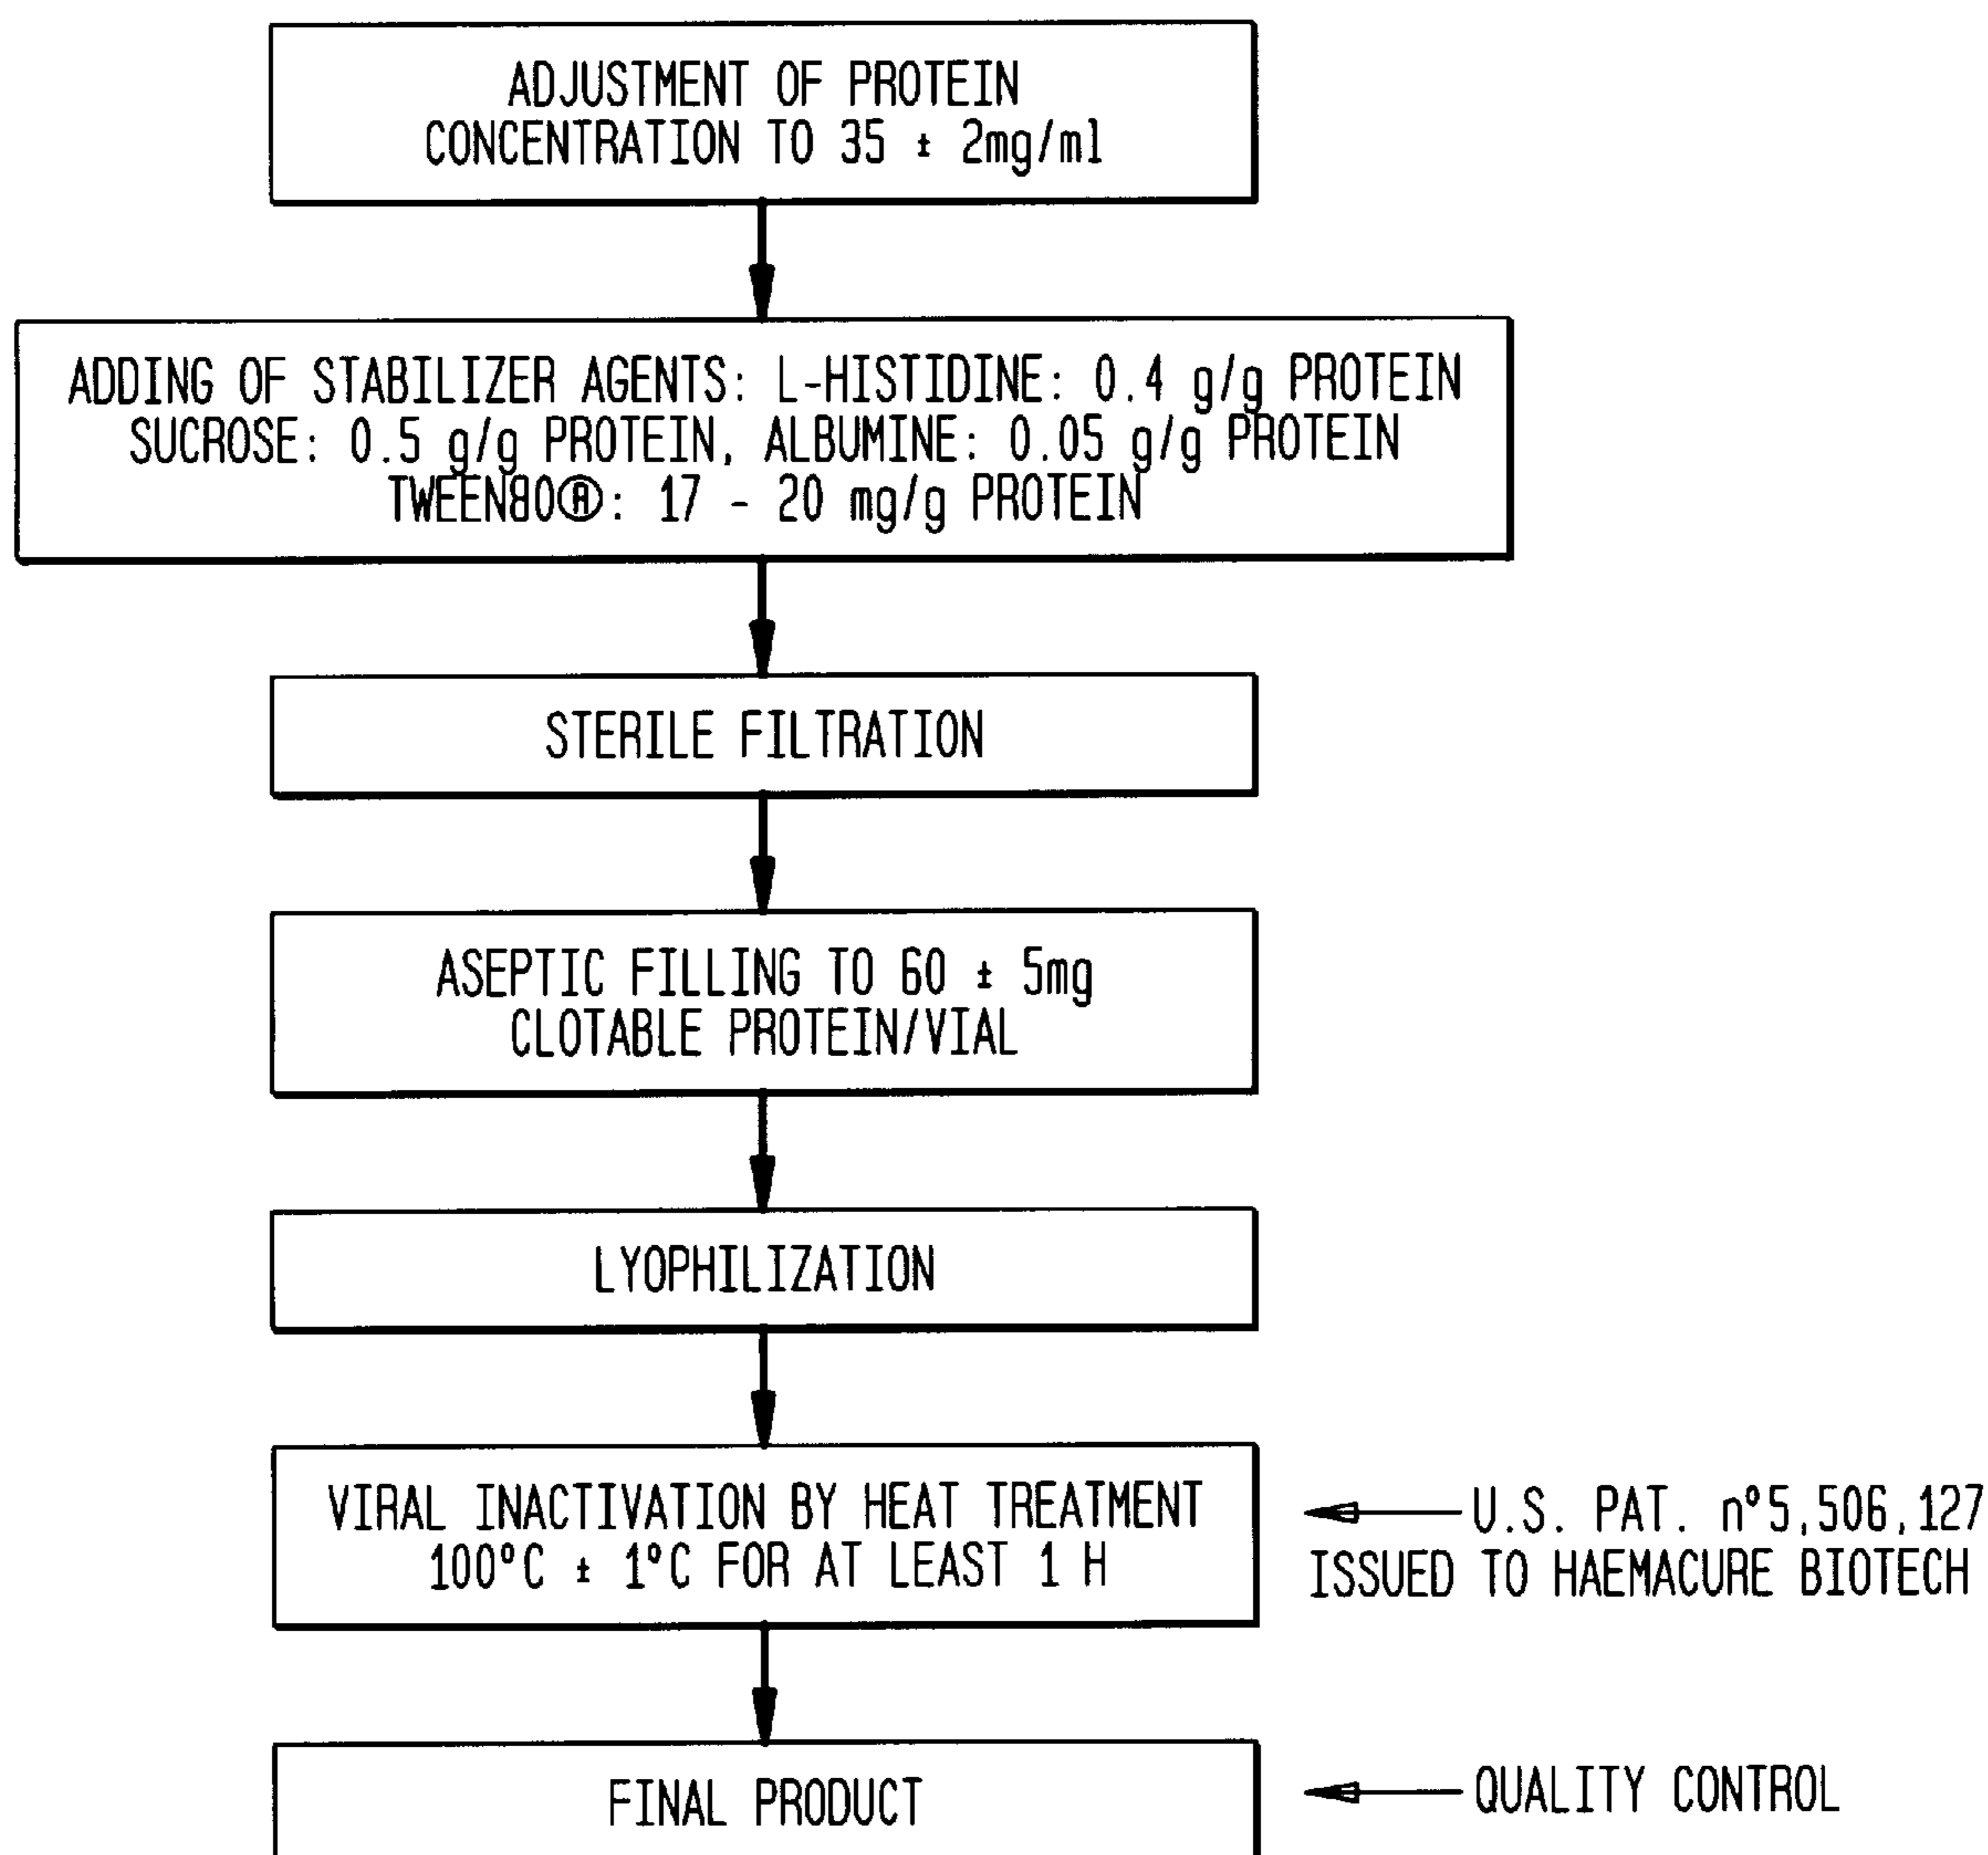 ADJUSTMENT OF PROTEIN
CONCENTRATION TO 35 ± 2mg/ml
ADDING OF STABILIZER AGENTS: L-HISTIDINE: 0.4 g/g PROTEIN
SUCROSE: 0.5 g/g PROTEIN, ALBUMINE: 0.05 g/g PROTEIN
TWEEN80®: 17 - 20 mg/g PROTEIN
STERILE FILTRATION
ASEPTIC FILLING TO 60 ± 5mg
CLOTABLE PROTEIN/VIAL
LYOPHILIZATION
VIRAL INACTIVATION BY HEAT TREATMENT
100°C ± 1°C FOR AT LEAST 1 H
U.S. PAT. n°5,506,127
ISSUED TO HAEMACURE BIOTECH
FINAL PRODUCT
QUALITY CONTROL